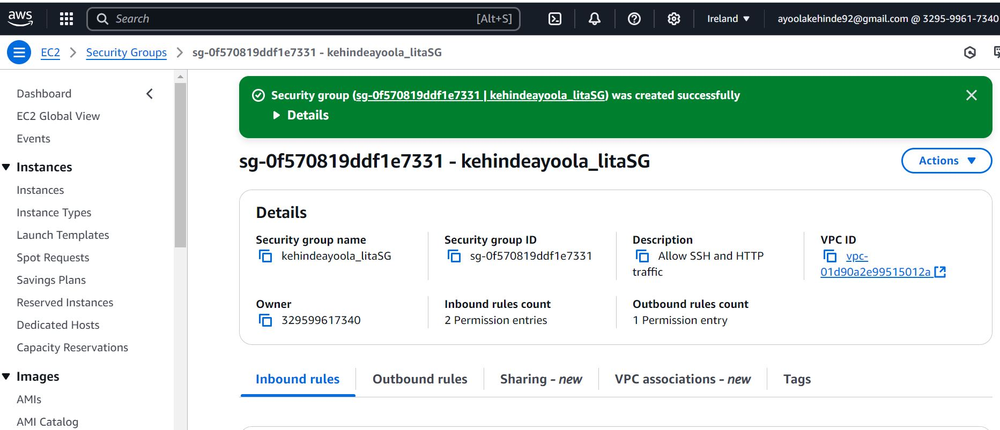 aws
Search [Alt+S]
Ireland ▼
ayoolakehinde92@gmail.com @ 3295-9961-7340
EC2 > Security Groups > sg-0f570819ddf1e7331 - kehindeayoola_litaSG
Dashboard
EC2 Global View
Events
Instances
Instances
Instance Types
Launch Templates
Spot Requests
Savings Plans
Reserved Instances
Dedicated Hosts
Capacity Reservations
Images
AMIs
AMI Catalog
Security group (sg-0f570819ddf1e7331 | kehindeayoola_litaSG) was created successfully
Details
sg-0f570819ddf1e7331 - kehindeayoola_litaSG
Actions
Details
Security group name
kehindeayoola_litaSG
Security group ID
sg-0f570819ddf1e7331
Description
Allow SSH and HTTP
traffic
VPC ID
vpc-
01d90a2e99515012a
Owner
329599617340
Inbound rules count
2 Permission entries
Outbound rules count
1 Permission entry
Inbound rules
Outbound rules
Sharing - new
VPC associations - new
Tags